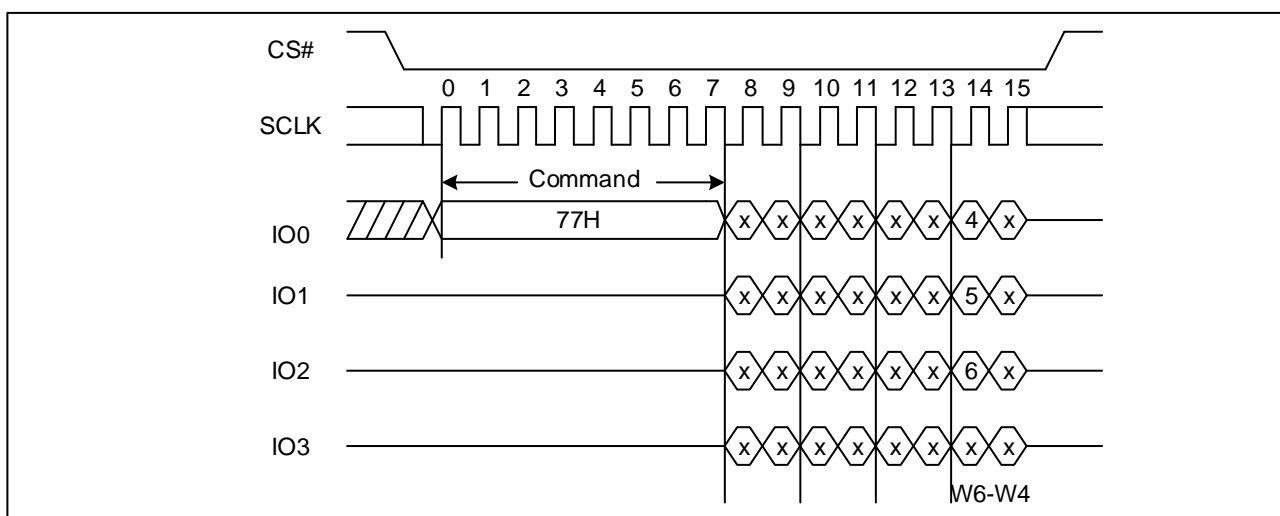 CS#
0 1 2 3 4 5 6 7 8 9 10 11 12 13 14 15
SCLK
Command
IO0 77H x x x x x x 4 x
IO1 x x x x x x 5 x
IO2 x x x x x x 6 x
IO3 x x x x x x x x
W6-W4